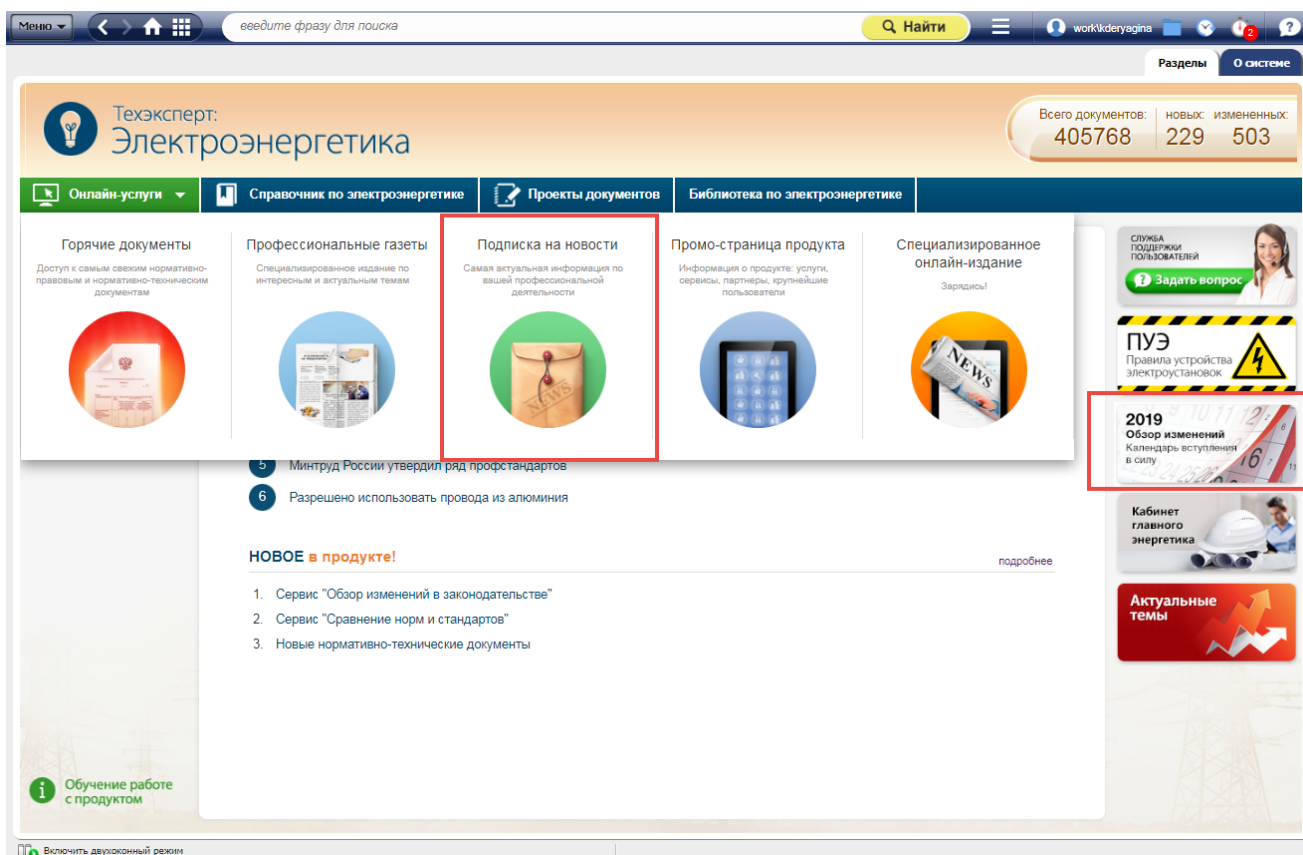 Меню
введите фразу для поиска
Найти
work\kderyagina
2
?
Разделы
О системе
Техэксперт:
Электроэнергетика
Всего документов: новых: измененных:
405768 229 503
Онлайн-услуги
Справочник по электроэнергетике
Проекты документов
Библиотека по электроэнергетике
Горячие документы
Доступ к самым свежим нормативно-
правовым и нормативно-техническим
документам
Профессиональные газеты
Специализированное издание по
интересным и актуальным темам
Подписка на новости
Самая актуальная информация по
вашей профессиональной
деятельности
NEWS
Промо-страница продукта
Информация о продукте: услуги,
сервисы, партнеры, крупнейшие
пользователи
Специализированное
онлайн-издание
Зарядись!
NEWS
5 Минтруд России утвердил ряд профстандартов
6 Разрешено использовать провода из алюминия
НОВОЕ в продукте!
подробнее
1. Сервис "Обзор изменений в законодательстве"
2. Сервис "Сравнение норм и стандартов"
3. Новые нормативно-технические документы
СЛУЖБА
ПОДДЕРЖКИ
ПОЛЬЗОВАТЕЛЕЙ
? Задать вопрос
ПУЭ
Правила устройства
электроустановок
2019
Обзор изменений
Календарь вступления
в силу
Кабинет
главного
энергетика
Актуальные
темы
i Обучение работе
с продуктом
Включить двухоконный режим